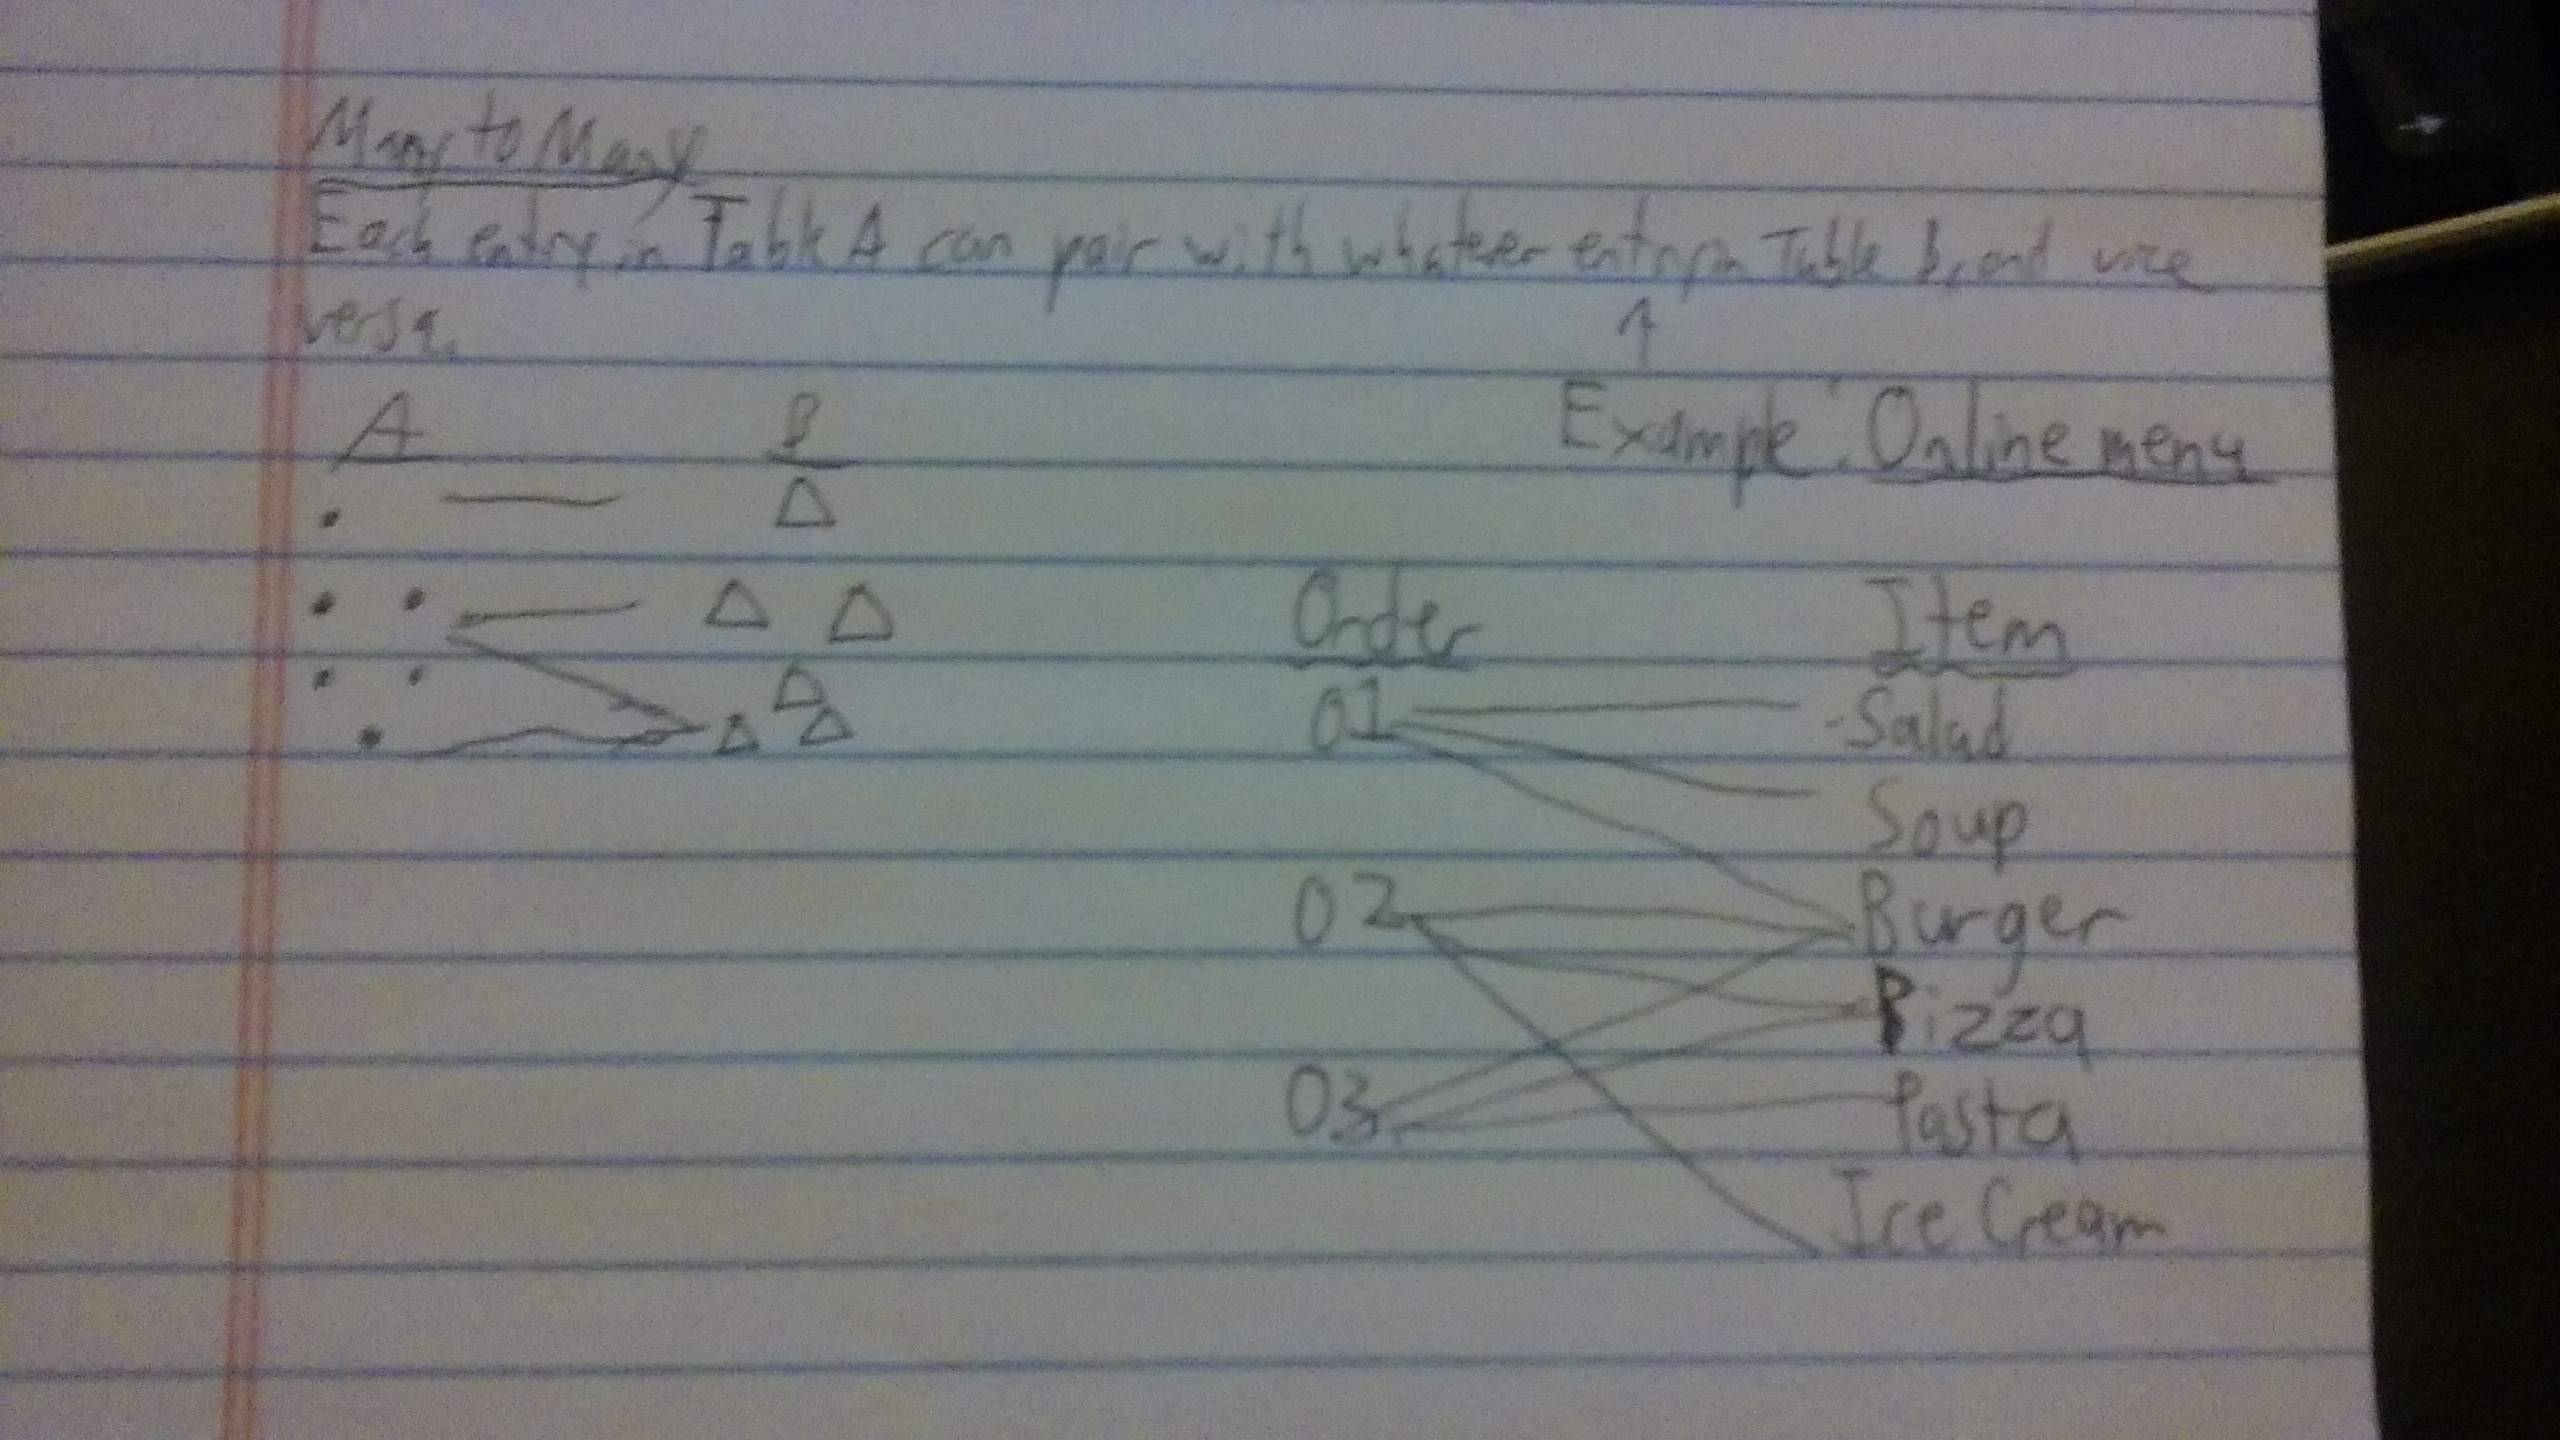 Many to Many
Each entry in Table A can pair with whatever entry in Table B, and vice
versa.
A B
Example: Online menu
Order Item
O1 Salad
Soup
O2 Burger
Pizza
O3 Pasta
Ice Cream